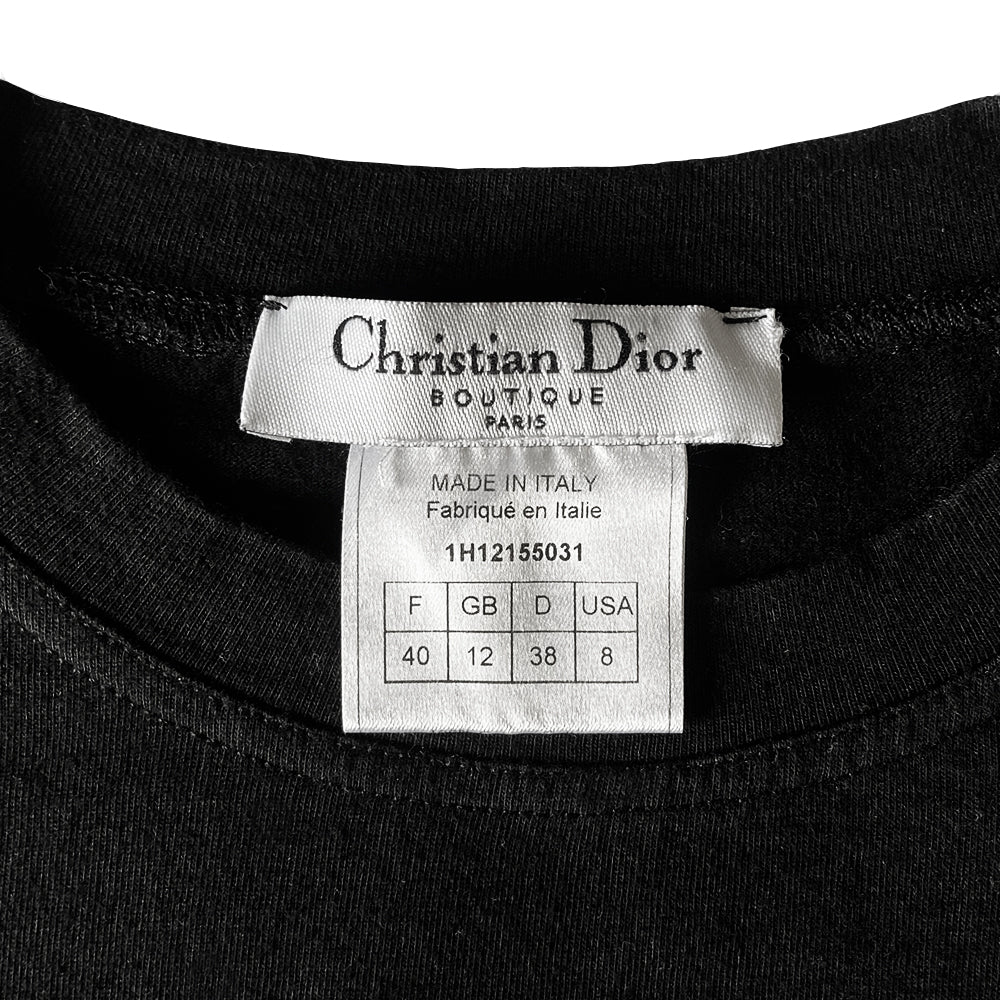 Christian Dior
BOUTIQUE
PARIS
MADE IN ITALY
Fabriqué en Italie
1H12155031
F GB D USA
40 12 38 8